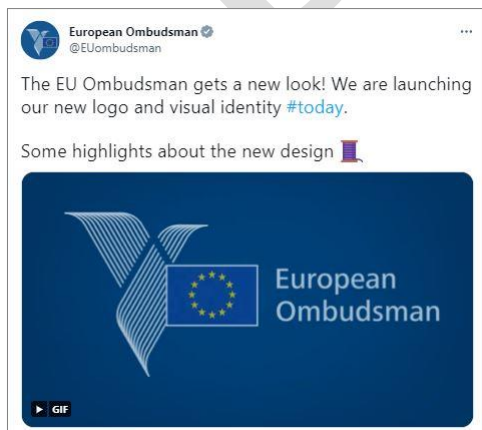 European Ombudsman
@EUombudsman
The EU Ombudsman gets a new look! We are launching
our new logo and visual identity #today.
Some highlights about the new design
European
Ombudsman
GIF